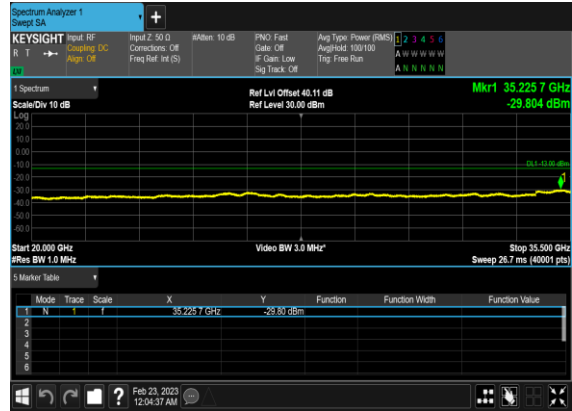 Spectrum Analyzer 1
Swept SA
+
KEYSIGHT Input: RF Input Z: 50 Ω #Atten: 10 dB PNO: Fast Avg Type: Power (RMS) 1 2 3 4 5 6
R T Coupling: DC Corrections: Off Gate: Off Avg|Hold: 100/100 A W W W W W
Align: Off Freq Ref: Int (S) IF Gain: Low Trig: Free Run
Sig Track: Off A N N N N N
1 Spectrum Ref Lvl Offset 40.11 dB Mkr1 35.225 7 GHz
Scale/Div 10 dB Ref Level 30.00 dBm -29.804 dBm
Log
20.0
10.0
0.00
-10.0 DL1 -13.00 dBm
-20.0 1
-30.0
-40.0
-50.0
-60.0
Start 20.000 GHz Video BW 3.0 MHz* Stop 35.500 GHz
#Res BW 1.0 MHz Sweep 26.7 ms (40001 pts)
5 Marker Table
Mode Trace Scale X Y Function Function Width Function Value
1 N 1 f 35.225 7 GHz -29.80 dBm
2
3
4
5
6
? Feb 23, 2023
12:04:37 AM